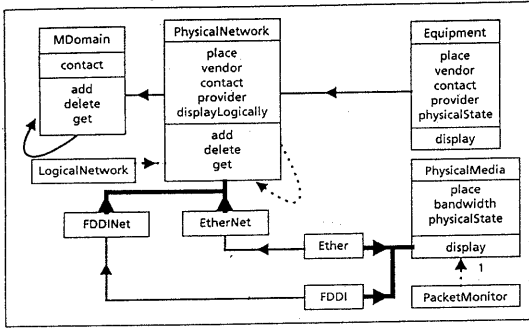 MDomain
contact
add
delete
get
PhysicalNetwork
place
vendor
contact
provider
displayLogically
add
delete
get
Equipment
place
vendor
contact
provider
physicalState
display
LogicalNetwork
PhysicalMedia
place
bandwidth
physicalState
display
FDDINet
EtherNet
Ether
FDDI
1
PacketMonitor